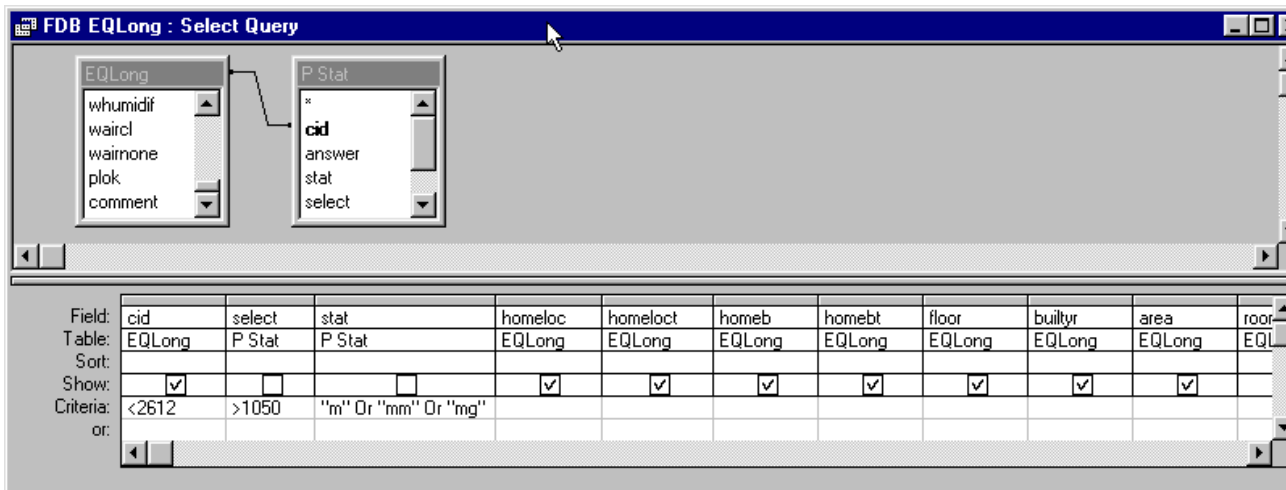 FDB EQLong : Select Query
EQLong
whumidif
waircl
wairnone
plok
comment
P Stat
*
cid
answer
stat
select
Field: cid select stat homeloc homeloct homeb homebt floor builtyr area
Table: EQLong P Stat P Stat EQLong EQLong EQLong EQLong EQLong EQLong EQLong
Sort:
Show:
Criteria: <2612 >1050 "m" Or "mm" Or "mg"
or: